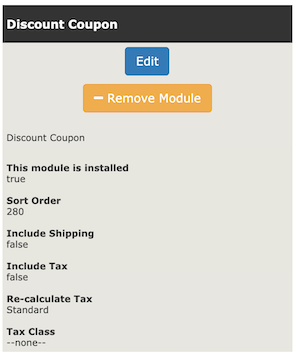 Discount Coupon
Edit
Remove Module
Discount Coupon
This module is installed
true
Sort Order
280
Include Shipping
false
Include Tax
false
Re-calculate Tax
Standard
Tax Class
--none--